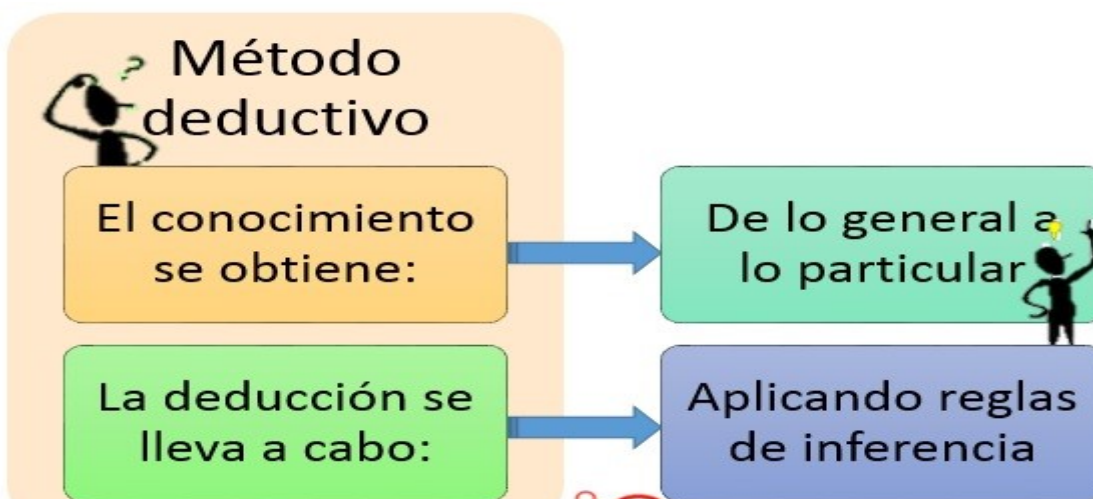 ?
Método
deductivo
El conocimiento
se obtiene:
De lo general a
lo particular
La deducción se
lleva a cabo:
Aplicando reglas
de inferencia